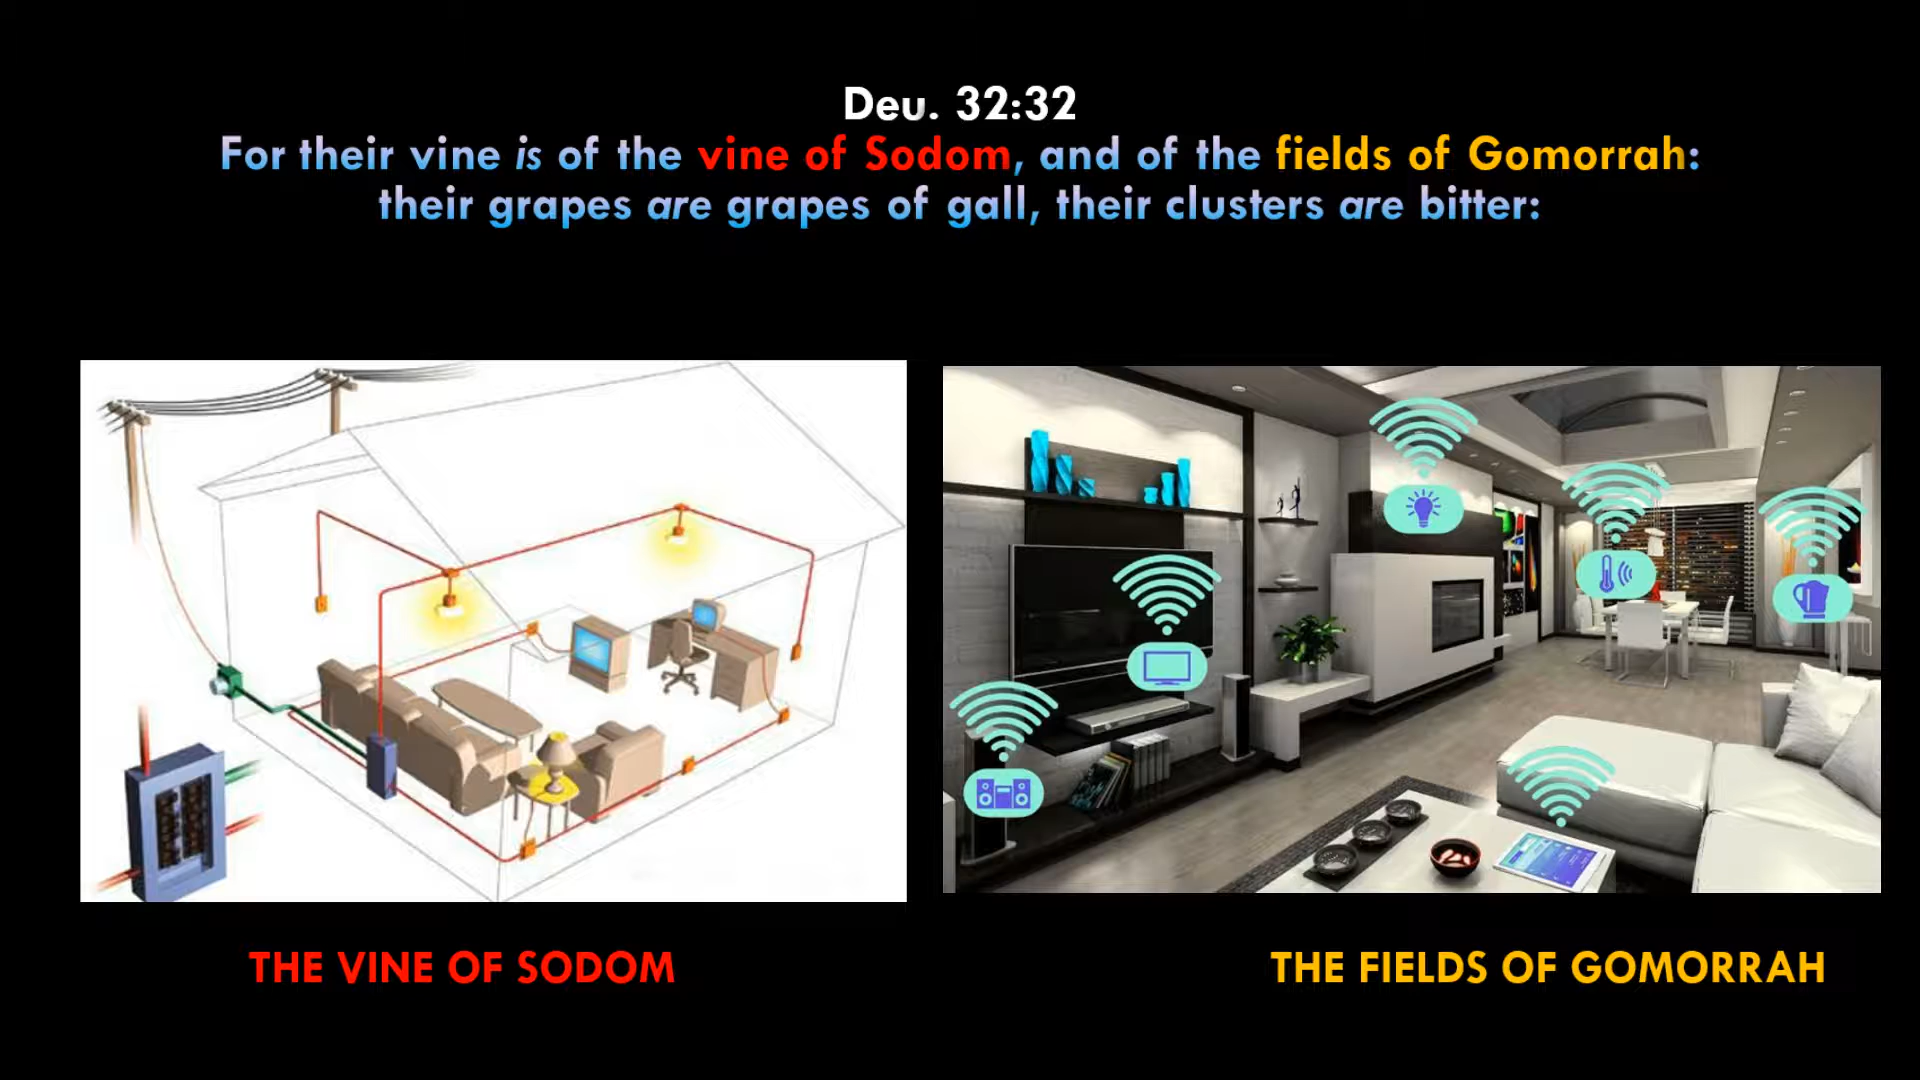 Deu. 32:32
For their vine is of the vine of Sodom, and of the fields of Gomorrah:
their grapes are grapes of gall, their clusters are bitter:
THE VINE OF SODOM
THE FIELDS OF GOMORRAH